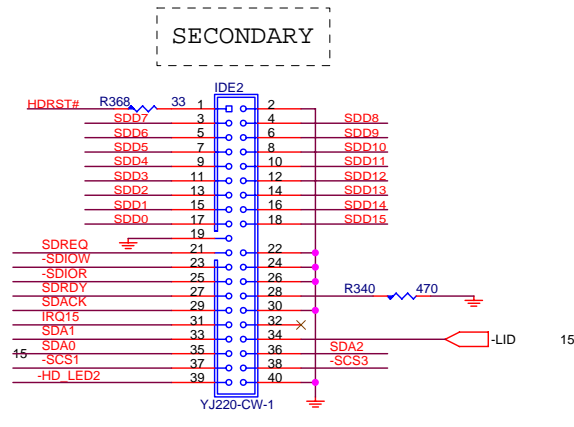 SECONDARY
IDE2
HDRST# R368 33 1 2
SDD7 3 4 SDD8
SDD6 5 6 SDD9
SDD5 7 8 SDD10
SDD4 9 10 SDD11
SDD3 11 12 SDD12
SDD2 13 14 SDD13
SDD1 15 16 SDD14
SDD0 17 18 SDD15
19
SDREQ 21 22
-SDIOW 23 24
-SDIOR 25 26
SDRDY 27 28 R340 470
SDACK 29 30
IRQ15 31 32
SDA1 33 34 -LID 15
15 SDA0 35 36 SDA2
-SCS1 37 38 -SCS3
-HD_LED2 39 40
YJ220-CW-1